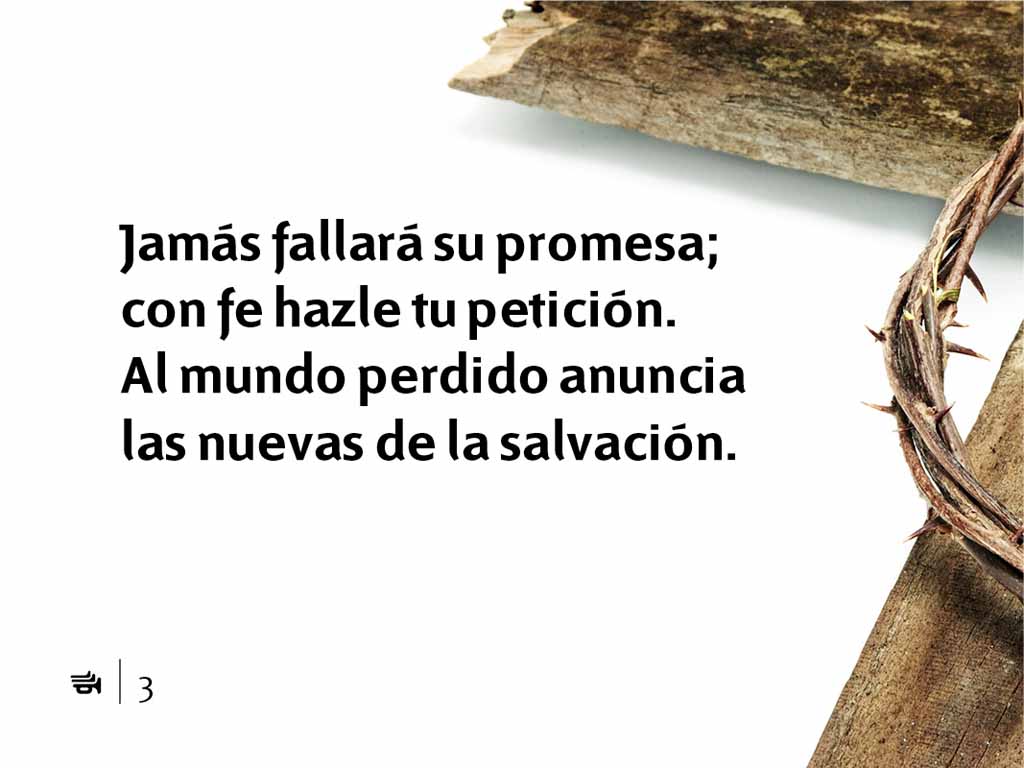 Jamás fallará su promesa;
con fe hazle tu petición.
Al mundo perdido anuncia
las nuevas de la salvación.
3